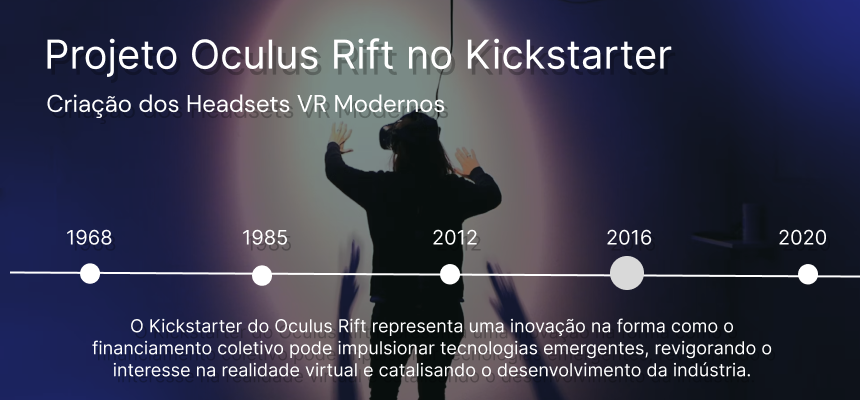 Projeto Oculus Rift no Kickstarter
Criação dos Headsets VR Modernos
1968 1985 2012 2016 2020
O Kickstarter do Oculus Rift representa uma inovação na forma como o
financiamento coletivo pode impulsionar tecnologias emergentes, revigorando o
interesse na realidade virtual e catalisando o desenvolvimento da indústria.